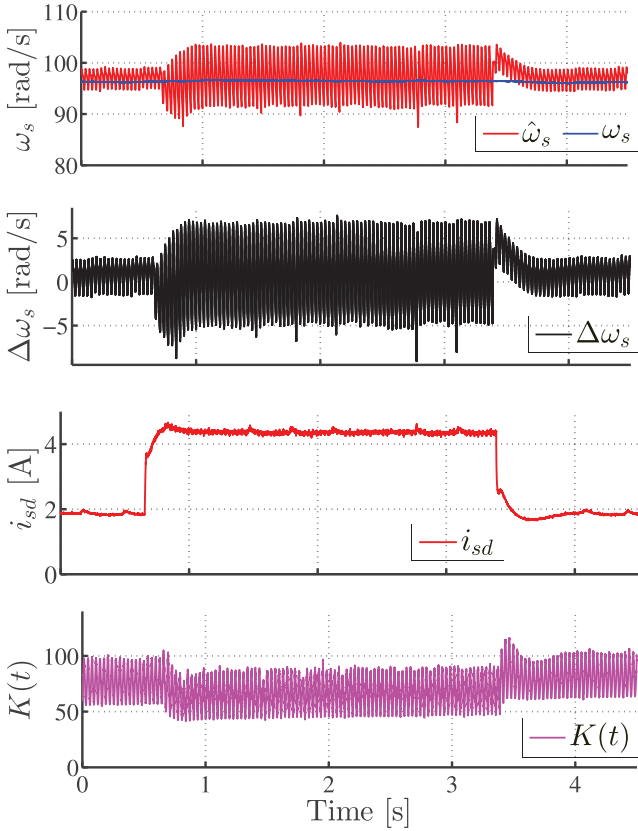 110
100
90
80
ω_s [rad/s]
ω̂_s ω_s
5
0
−5
Δω_s [rad/s]
Δω_s
4
2
0
i_sd [A]
i_sd
100
50
0
K(t)
K(t)
0 1 2 3 4
Time [s]